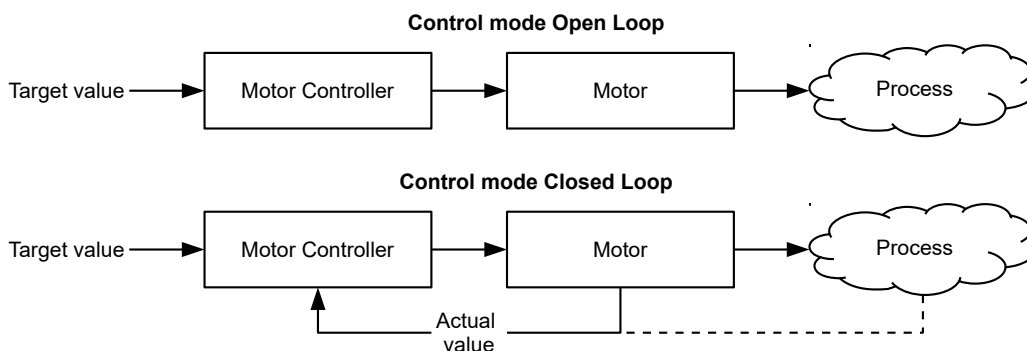 Control mode Open Loop
Target value
Motor Controller
Motor
Process
Control mode Closed Loop
Target value
Motor Controller
Motor
Process
Actual
value